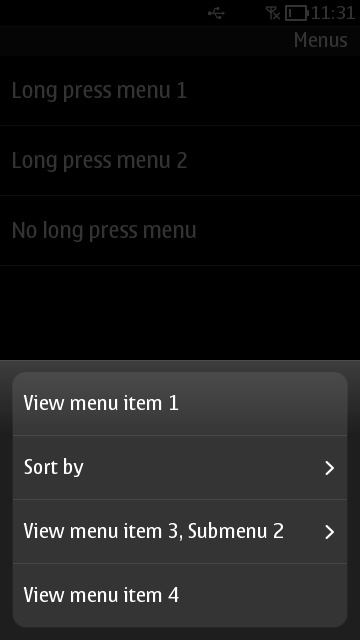 11:31
Menus
Long press menu 1
Long press menu 2
No long press menu
View menu item 1
Sort by
View menu item 3, Submenu 2
View menu item 4